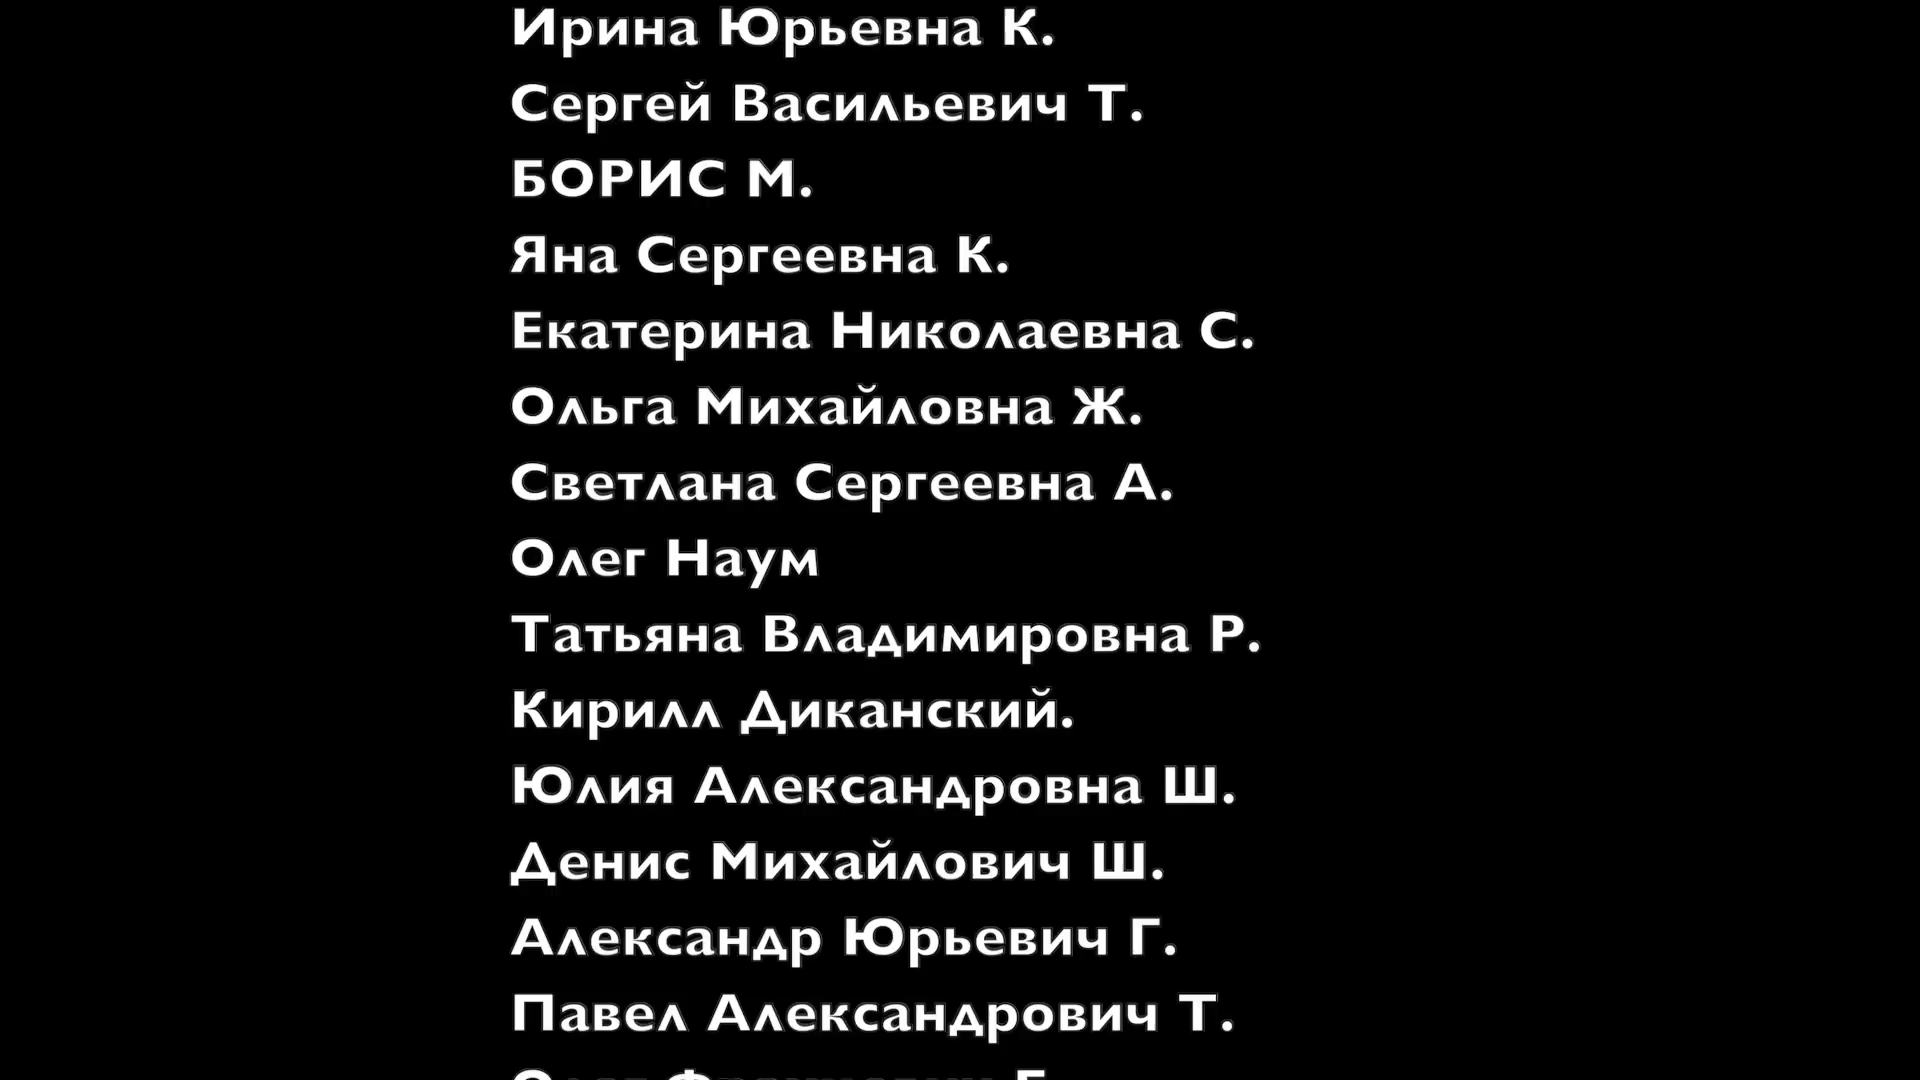 Ирина Юрьевна К.
Сергей Васильевич Т.
БОРИС М.
Яна Сергеевна К.
Екатерина Николаевна С.
Ольга Михайловна Ж.
Светлана Сергеевна А.
Олег Наум
Татьяна Владимировна Р.
Кирилл Диканский.
Юлия Александровна Ш.
Денис Михайлович Ш.
Александр Юрьевич Г.
Павел Александрович Т.